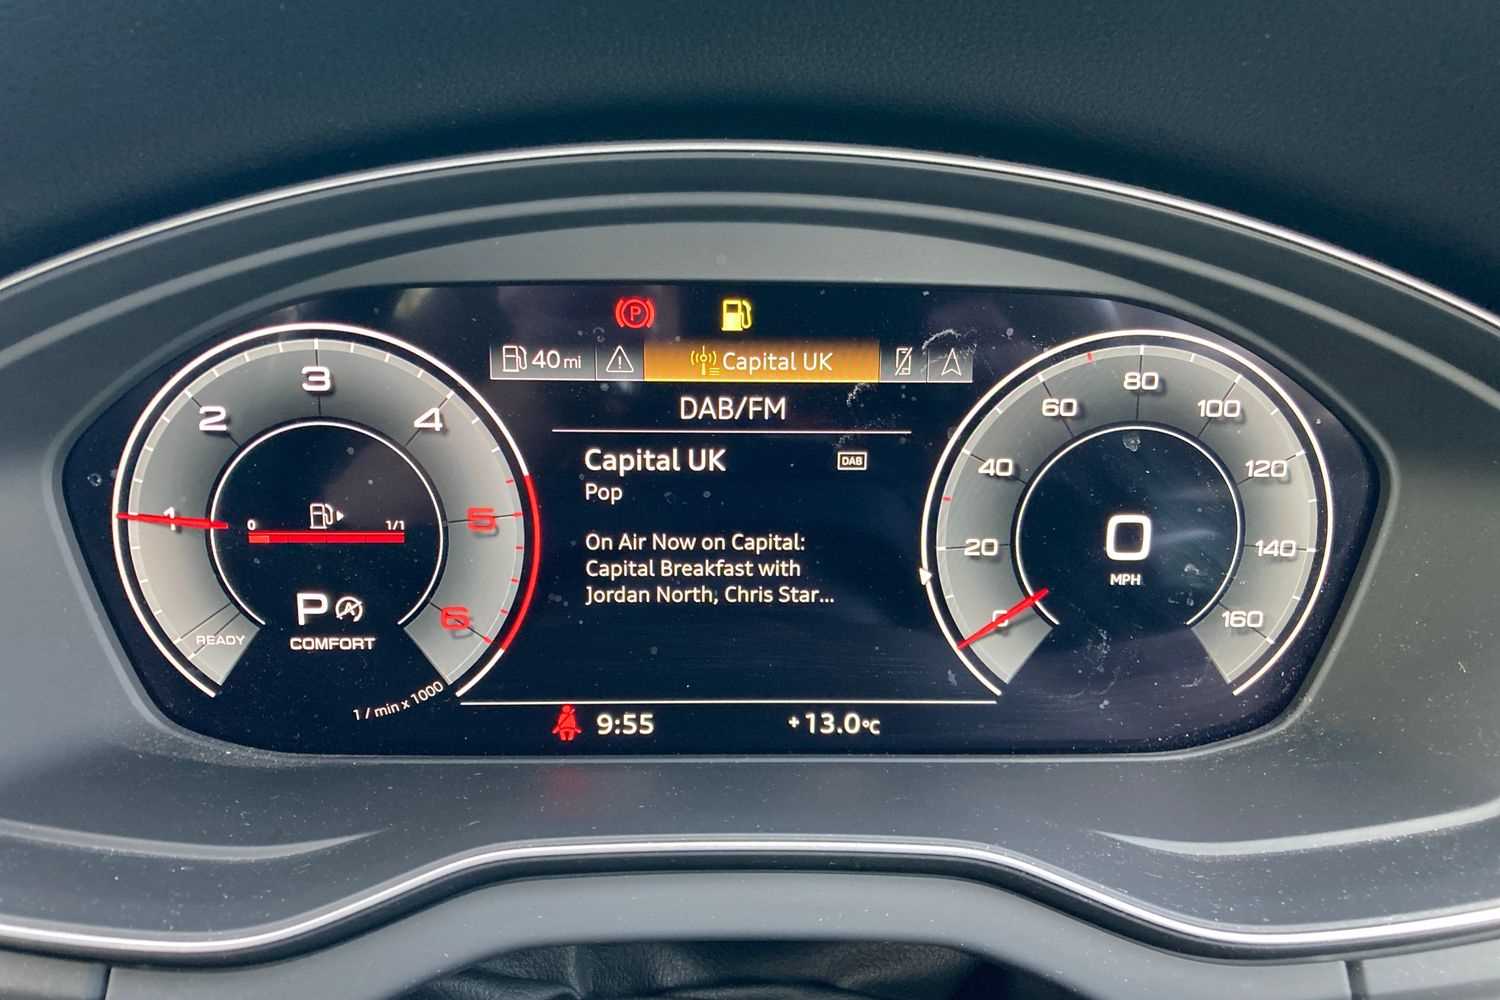 P
40 mi
Capital UK
DAB/FM
Capital UK
DAB
Pop
On Air Now on Capital:
Capital Breakfast with
Jordan North, Chris Star...
9:55
+13.0°C
1
2
3
4
5
6
READY
0
1/1
P A
COMFORT
1 / min x 1000
0
20
40
60
80
100
120
140
160
0
MPH